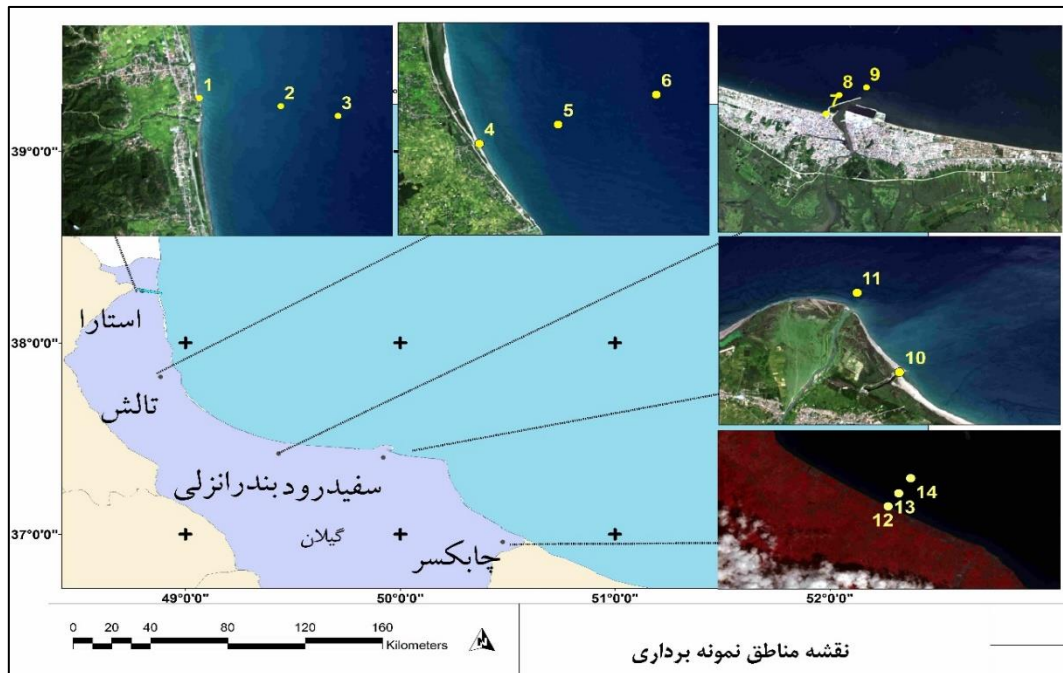 1
2
3
4
5
6
7
8
9
11
10
14
13
12
39°0'0"
38°0'0"
37°0'0"
استارا
تالش
سفیدرود بندرانزلی
گیلان
چابکسر
49°0'0"
50°0'0"
51°0'0"
52°0'0"
0 20 40 80 120 160
Kilometers
N
نقشه مناطق نمونه برداری